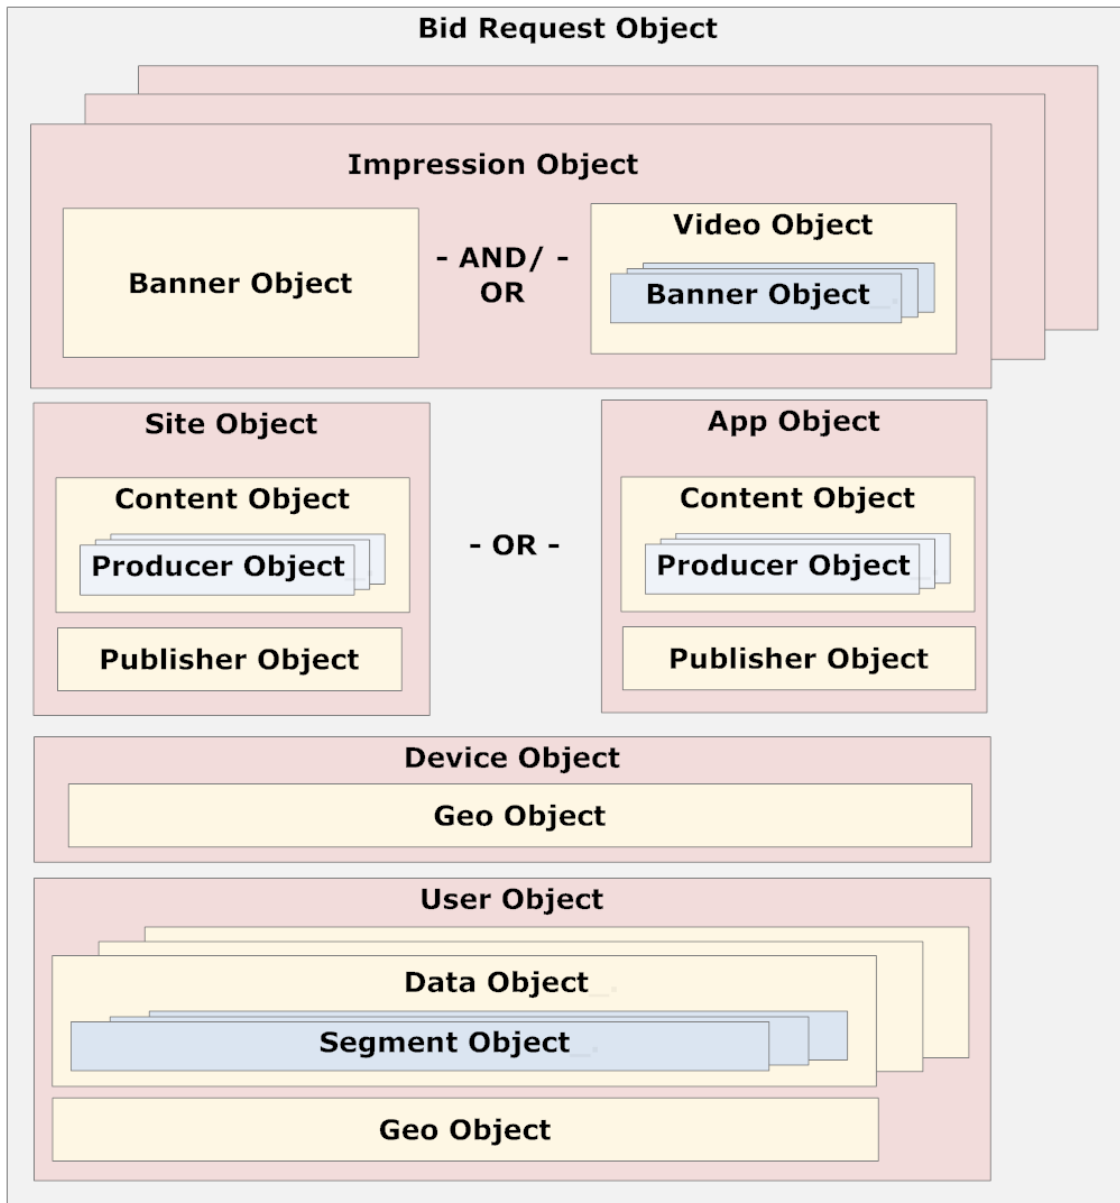 Bid Request Object
Impression Object
Banner Object
- AND/ -
OR
Video Object
Banner Object
Site Object
Content Object
Producer Object
Publisher Object
- OR -
App Object
Content Object
Producer Object
Publisher Object
Device Object
Geo Object
User Object
Data Object
Segment Object
Geo Object